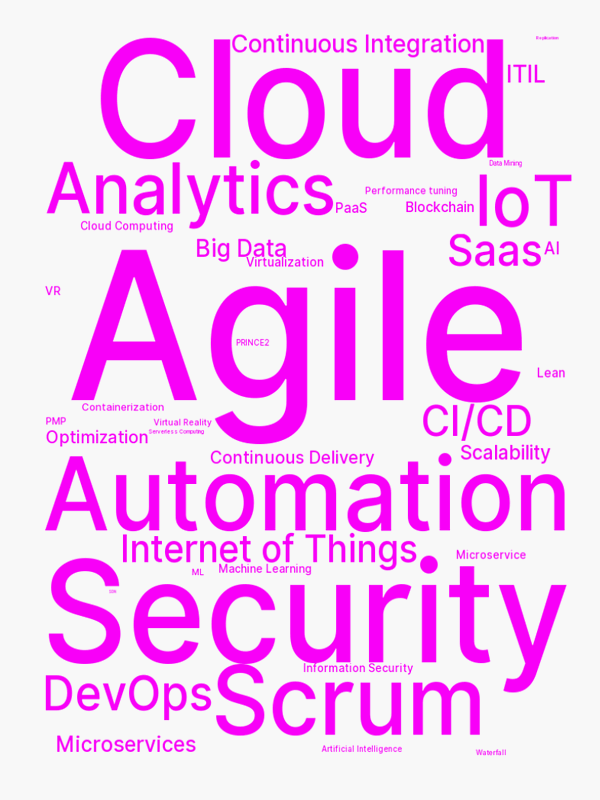 Continuous Integration
Cloud
ITIL
Data Mining
Analytics
Performance tuning
PaaS
Blockchain
IoT
Cloud Computing
Big Data
Saas
AI
Virtualization
VR
Agile
PRINCE2
Lean
Containerization
PMP
Virtual Reality
CI/CD
Serverless Computing
Optimization
Continuous Delivery
Scalability
Automation
Internet of Things
Microservice
ML
Machine Learning
Security
Information Security
DevOps
Scrum
Microservices
Artificial Intelligence
Waterfall